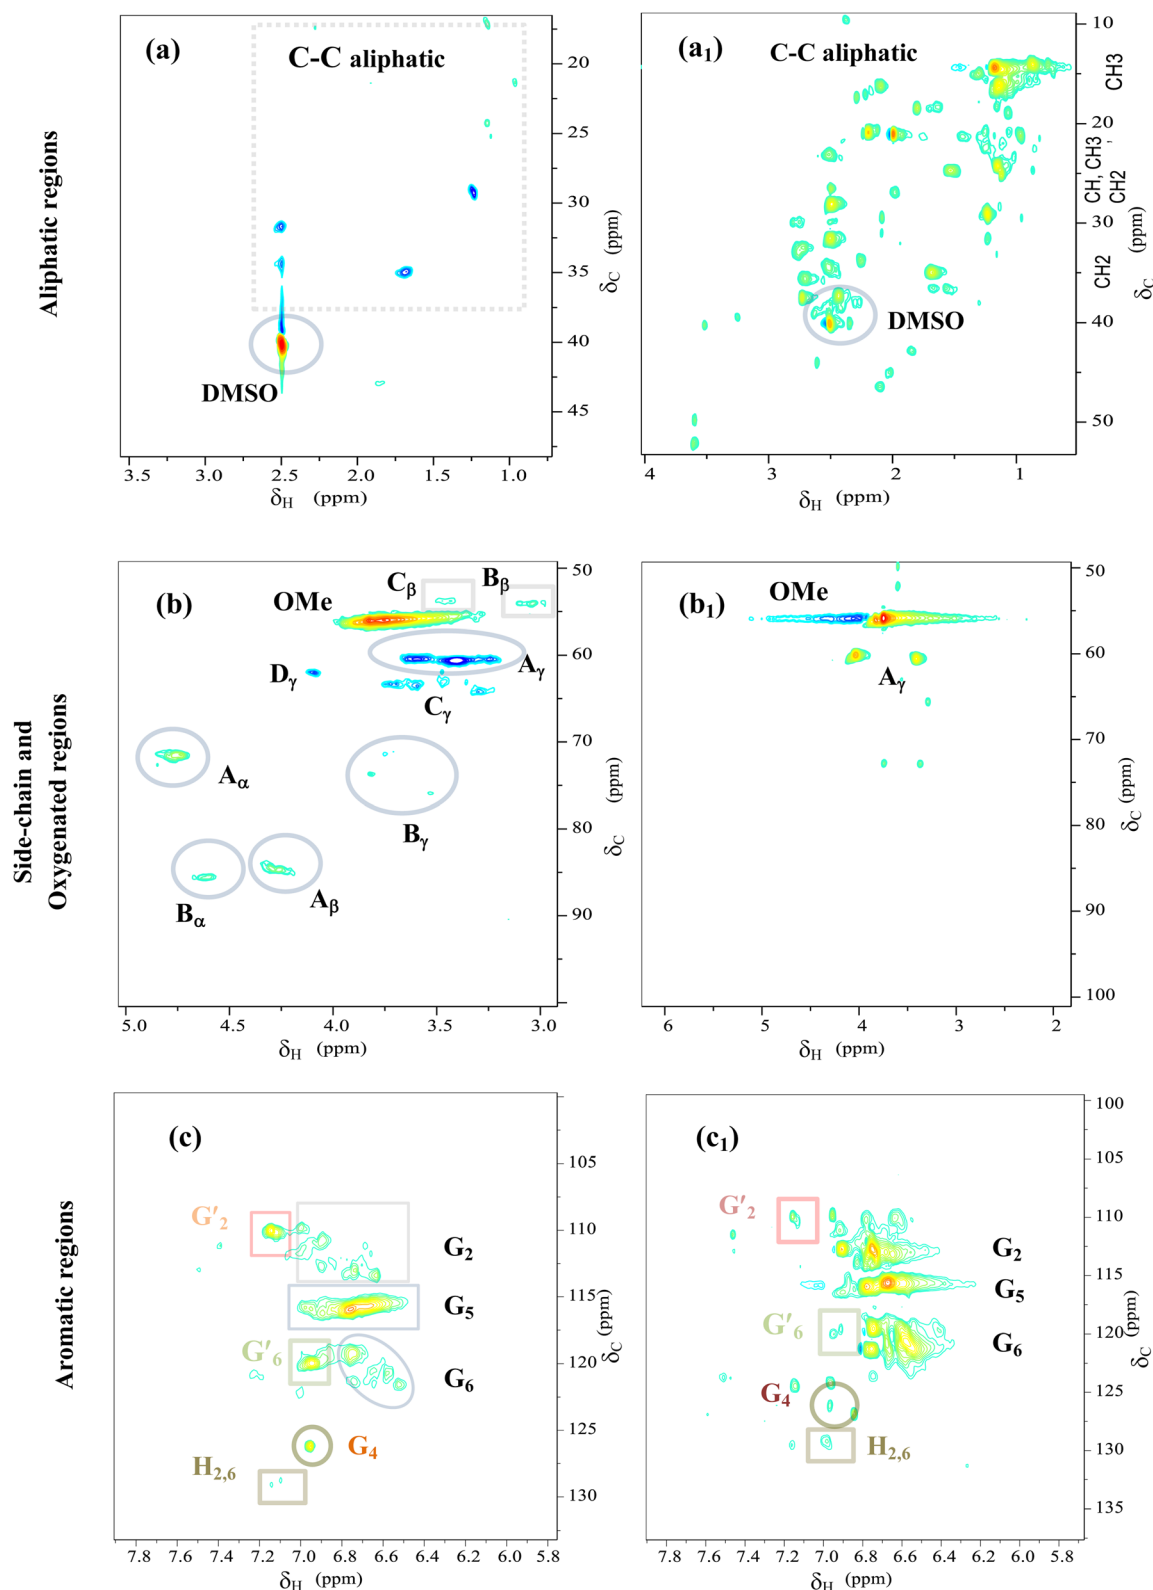 Aliphatic regions
(a)
C-C aliphatic
DMSO
20
25
30
35
40
45
δC (ppm)
3.5 3.0 2.5 2.0 1.5 1.0
δH (ppm)
(a1)
C-C aliphatic
DMSO
10
CH3
20
CH, CH3
CH2
30
CH2
40
50
δC (ppm)
4 3 2 1
δH (ppm)
Side-chain and
Oxygenated regions
(b)
OMe
Cβ
Bβ
Dγ
Aγ
Cγ
Aα
Bγ
Bα
Aβ
50
60
70
80
90
δC (ppm)
5.0 4.5 4.0 3.5 3.0
δH (ppm)
(b1)
OMe
Aγ
50
60
70
80
90
100
δC (ppm)
6 5 4 3 2
δH (ppm)
Aromatic regions
(c)
G′2
G2
G5
G′6
G6
G4
H2,6
105
110
115
120
125
130
δC (ppm)
7.8 7.6 7.4 7.2 7.0 6.8 6.6 6.4 6.2 6.0 5.8
δH (ppm)
(c1)
G′2
G2
G5
G′6
G6
G4
H2,6
100
105
110
115
120
125
130
135
δC (ppm)
7.8 7.6 7.4 7.2 7.0 6.8 6.6 6.4 6.2 6.0 5.8
δH (ppm)